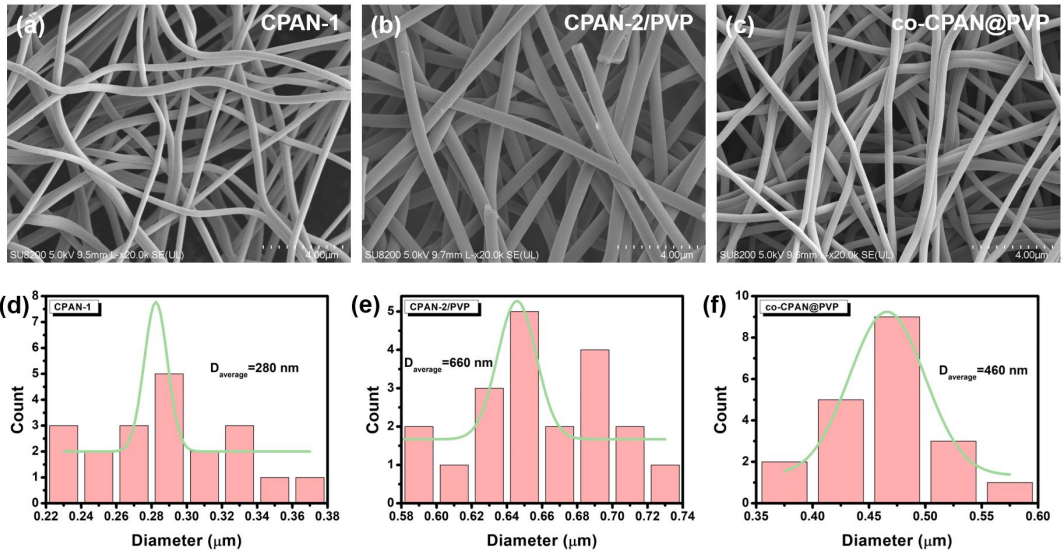 (a) CPAN-1
(b) CPAN-2/PVP
(c) co-CPAN@PVP
SU8200 5.0kV 9.5mm L-x20.0k SE(UL) 4.00μm
SU8200 5.0kV 9.7mm L-x20.0k SE(UL) 4.00μm
SU8200 5.0kV 9.6mm L-x20.0k SE(UL) 4.00μm
(d)
CPAN-1
D average=280 nm
Count
8
7
6
5
4
3
2
1
0
0.22 0.24 0.26 0.28 0.30 0.32 0.34 0.36 0.38
Diameter (μm)
(e)
CPAN-2/PVP
D average=660 nm
Count
5
4
3
2
1
0
0.58 0.60 0.62 0.64 0.66 0.68 0.70 0.72 0.74
Diameter (μm)
(f)
co-CPAN@PVP
D average=460 nm
Count
10
8
6
4
2
0
0.35 0.40 0.45 0.50 0.55 0.60
Diameter (μm)